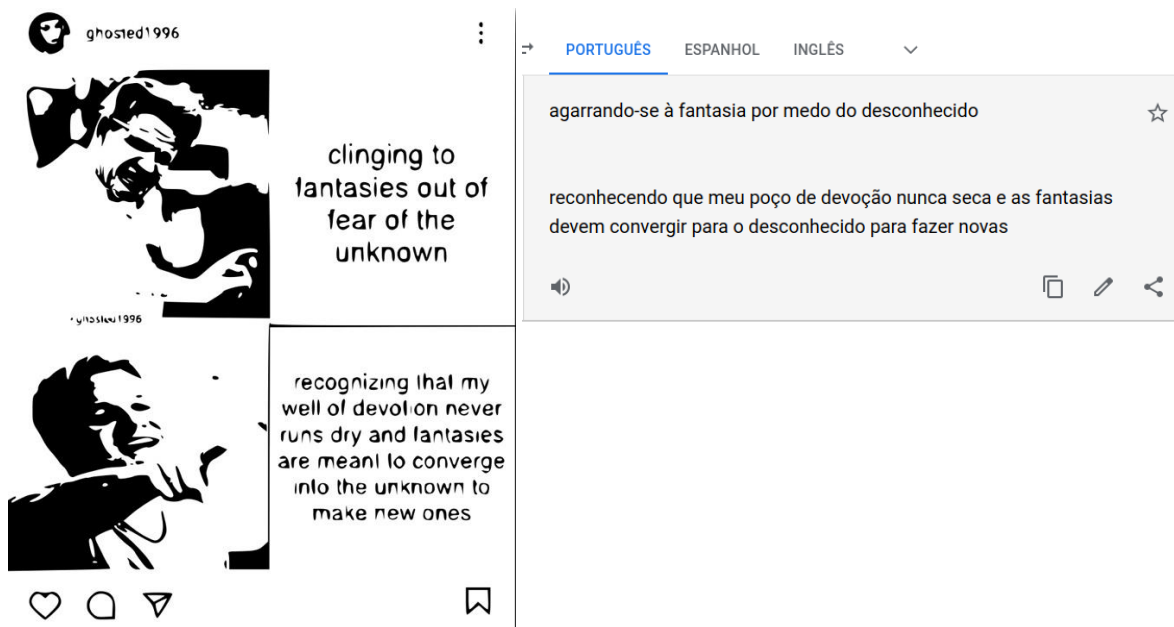 ghosted1996
clinging to
fantasies out of
fear of the
unknown
ghosted1996
recognizing that my
well of devotion never
runs dry and fantasies
are meant to converge
into the unknown to
make new ones
PORTUGUÊS ESPANHOL INGLÊS
agarrando-se à fantasia por medo do desconhecido
reconhecendo que meu poço de devoção nunca seca e as fantasias
devem convergir para o desconhecido para fazer novas